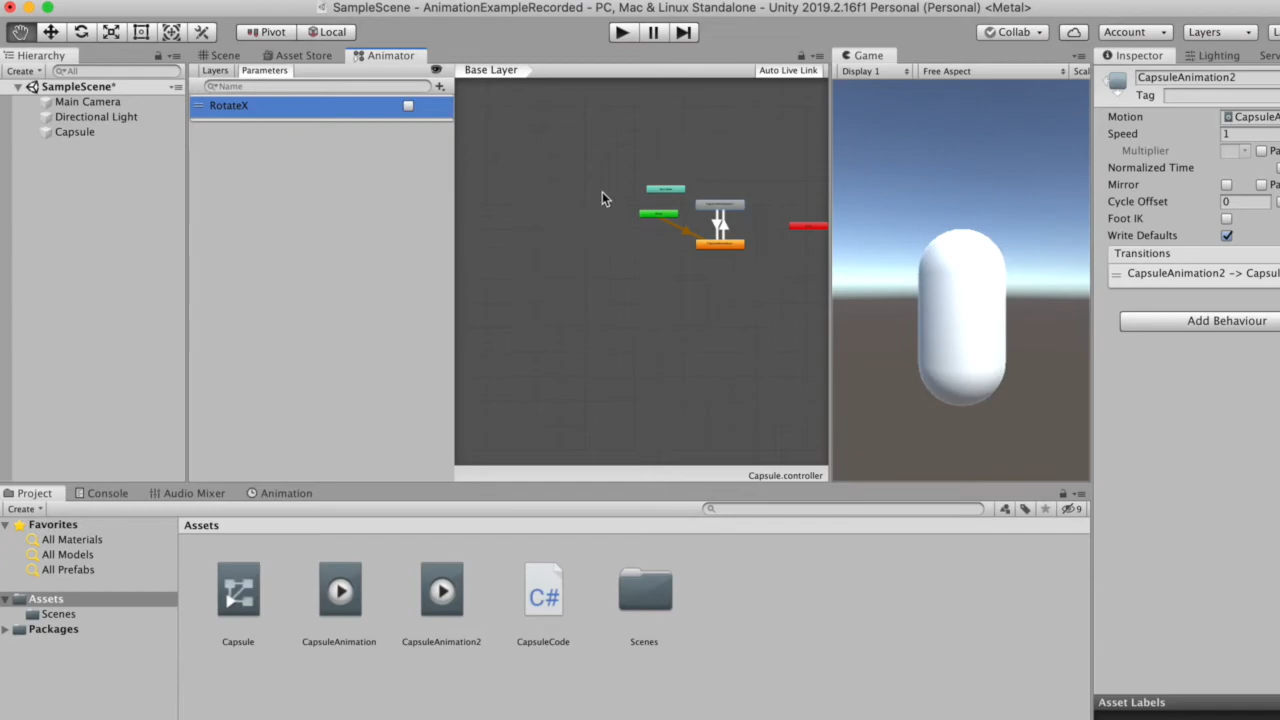 SampleScene - AnimationExampleRecorded - PC, Mac & Linux Standalone - Unity 2019.2.16f1 Personal (Personal) <Metal>
Pivot Local Collab Account Layers
Hierarchy Scene Asset Store Animator Game Inspector Lighting
Create All Layers Parameters Base Layer Auto Live Link Display 1 Free Aspect Scal CapsuleAnimation2
SampleScene* Name Tag
Main Camera RotateX
Directional Light Motion CapsuleA
Capsule Speed 1
Multiplier Pa
Normalized Time
Mirror Pa
Cycle Offset 0
Foot IK
Write Defaults
Transitions
CapsuleAnimation2 -> Capsul
Add Behaviour
Capsule.controller
Project Console Audio Mixer Animation
Create 9
Favorites Assets
All Materials
All Models
All Prefabs
Assets C#
Scenes
Packages
Capsule CapsuleAnimation CapsuleAnimation2 CapsuleCode Scenes
Asset Labels